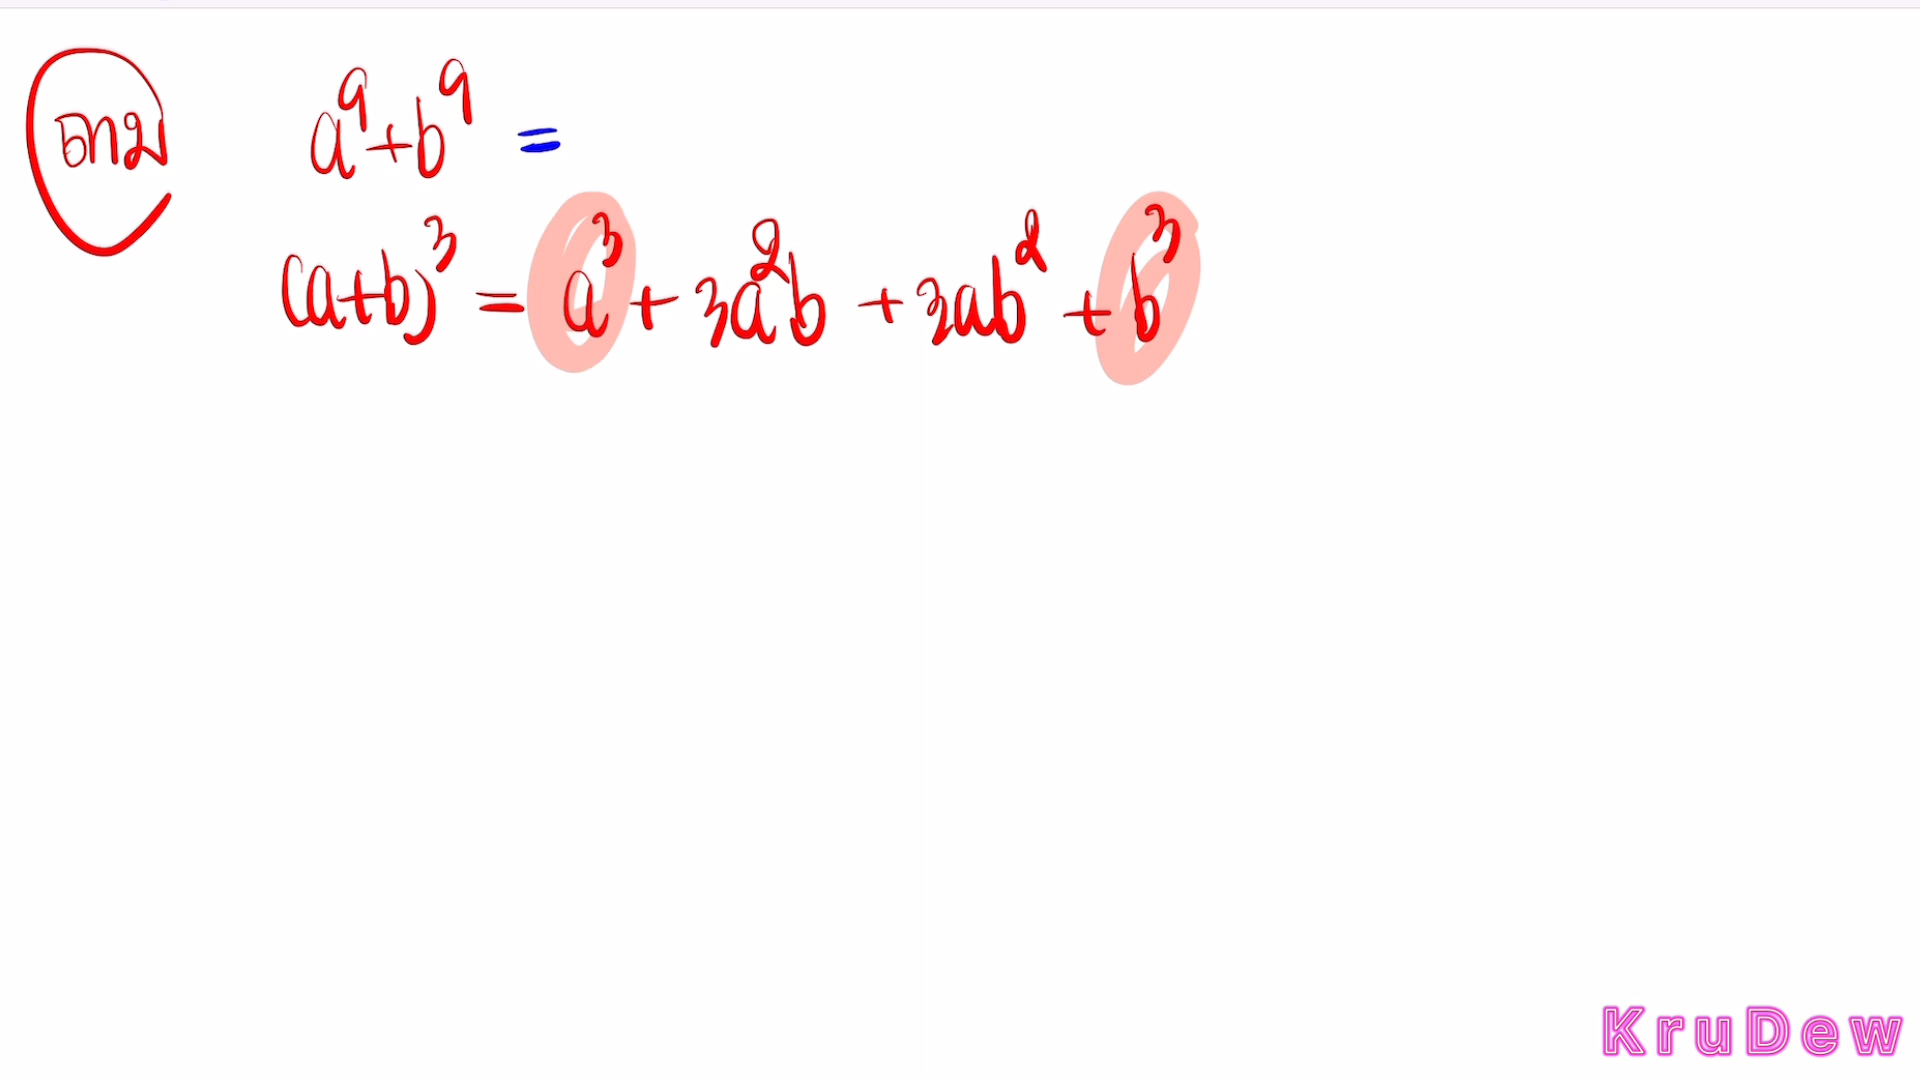 ถาม
a⁹+b⁹ =
(a+b)³ = a³ + 3a²b + 3ab² + b³
KruDew